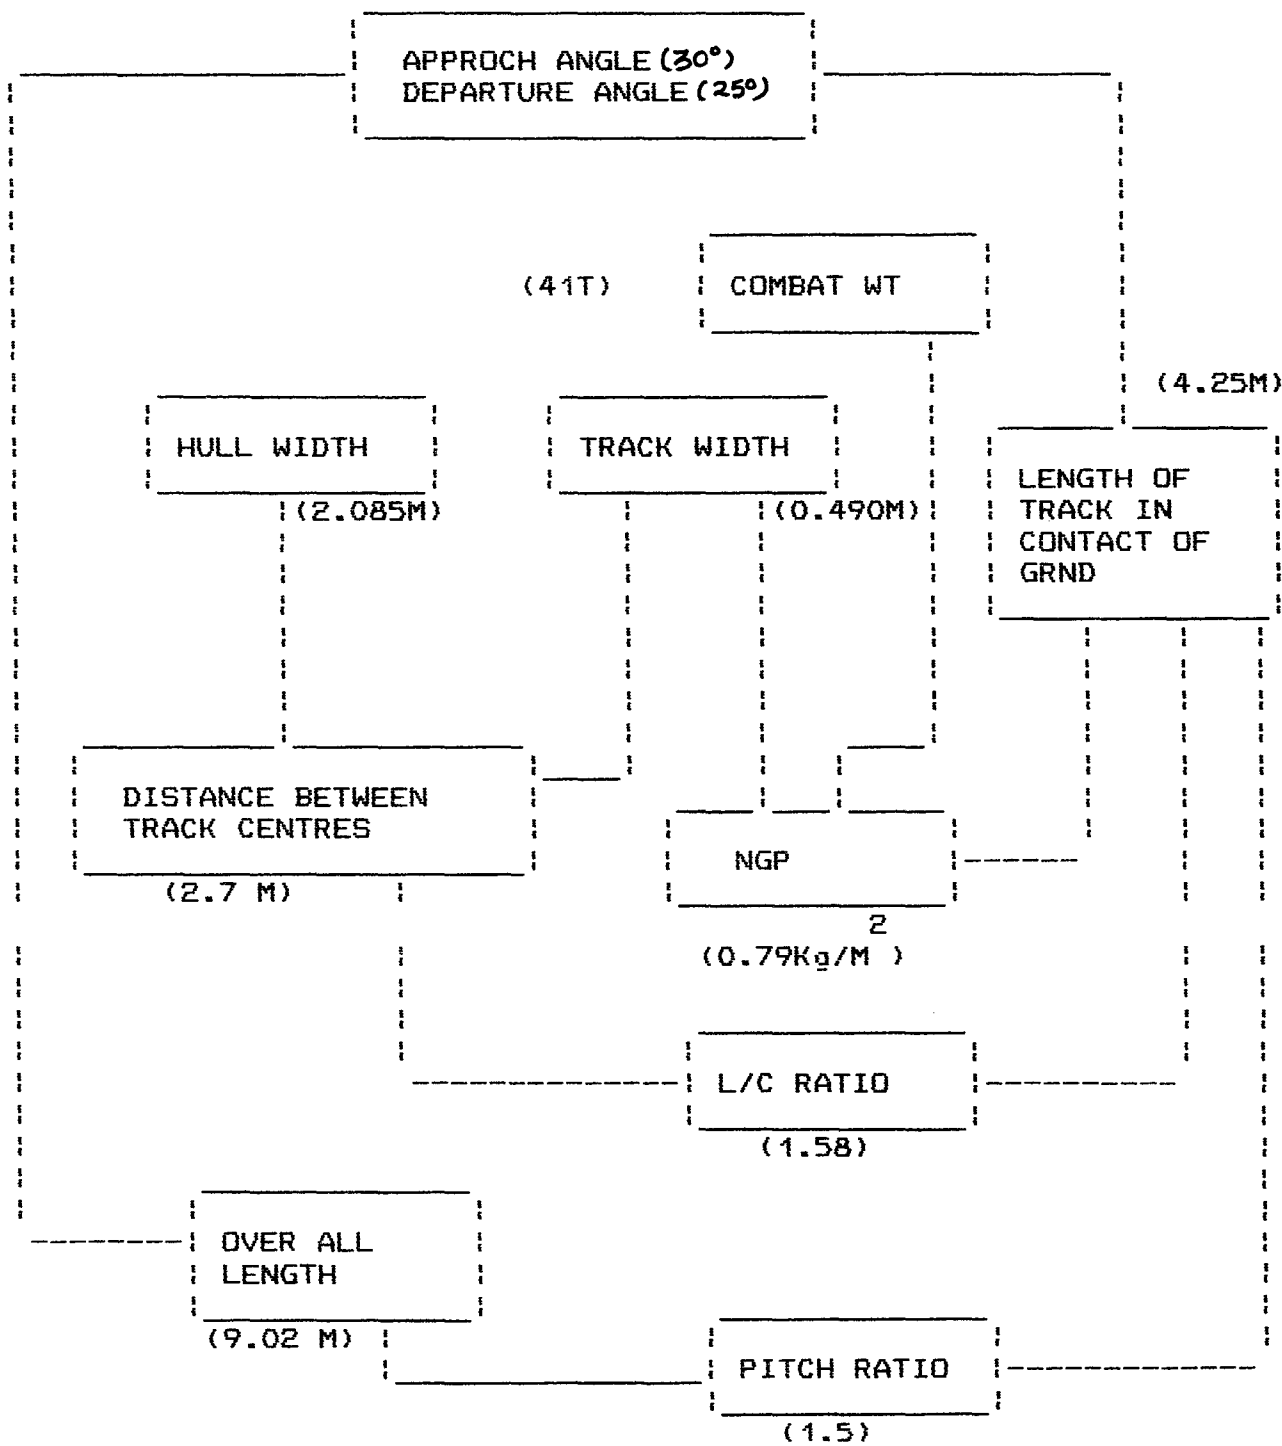 APPROCH ANGLE (30°)
DEPARTURE ANGLE (25°)
(41T)
COMBAT WT
(4.25M)
HULL WIDTH
(2.085M)
TRACK WIDTH
(0.490M)
LENGTH OF
TRACK IN
CONTACT OF
GRND
DISTANCE BETWEEN
TRACK CENTRES
(2.7 M)
NGP
(0.79Kg/M²)
L/C RATIO
(1.58)
OVER ALL
LENGTH
(9.02 M)
PITCH RATIO
(1.5)